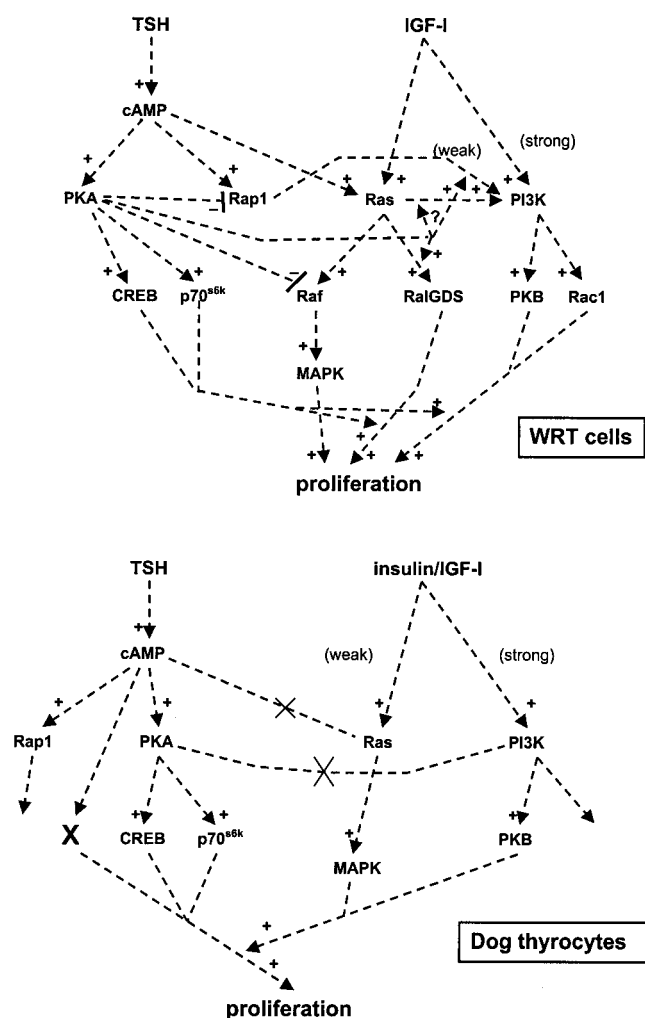 TSH IGF-I
+
cAMP
(weak) (strong)
+ + + + + + +
PKA Rap1 Ras PI3K
– ?
+ + – + + + + +
CREB p70s6k Raf RalGDS PKB Rac1
+
MAPK
+
+
+ + +
WRT cells
proliferation
TSH insulin/IGF-I
+
cAMP
(weak) (strong)
+ + + +
Rap1 PKA Ras PI3K
+ + +
X CREB p70s6k PKB
+
MAPK
+
+
Dog thyrocytes
proliferation